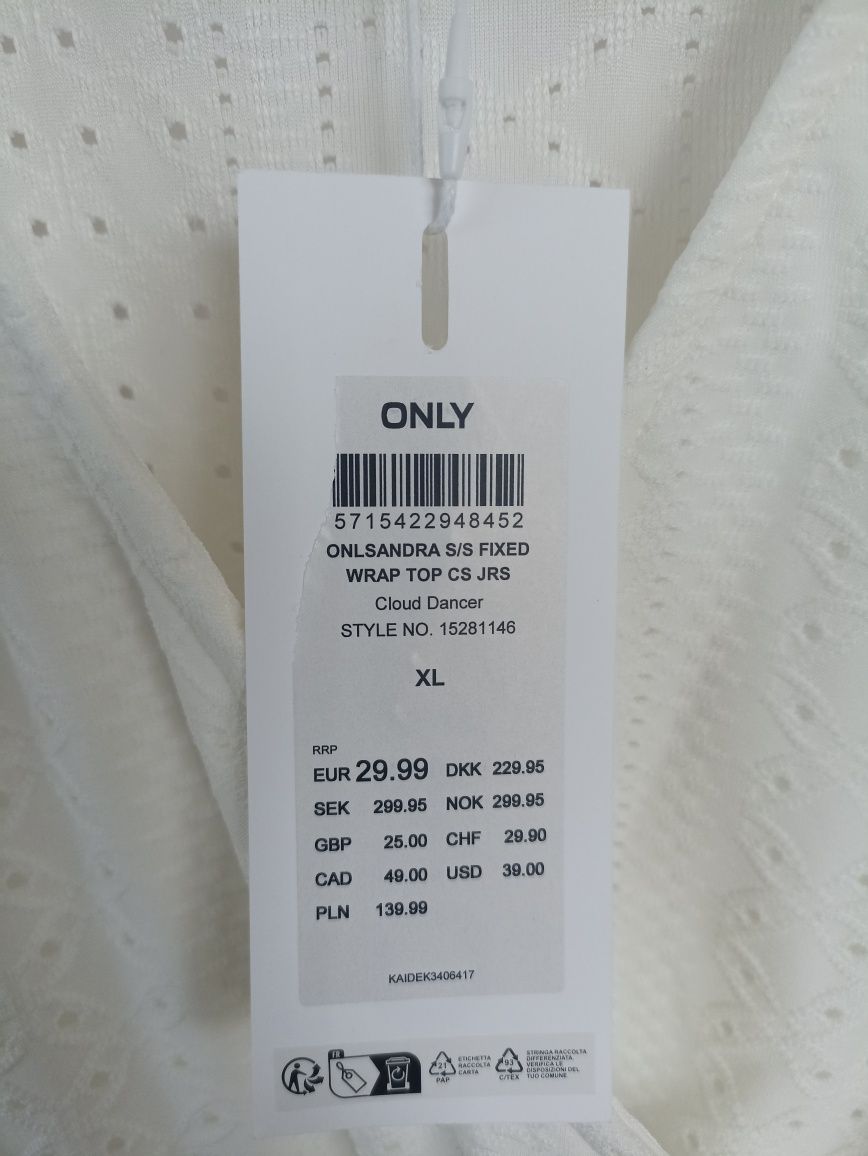 ONLY
5715422948452
ONLSANDRA S/S FIXED
WRAP TOP CS JRS
Cloud Dancer
STYLE NO. 15281146
XL
RRP
EUR 29.99 DKK 229.95
SEK 299.95 NOK 299.95
GBP 25.00 CHF 29.90
CAD 49.00 USD 39.00
PLN 139.99
KAIDEK3406417
FR
21
PAP
ETICHETTA
RACCOLTA
CARTA
93
C/TEX
STRINGA RACCOLTA
DIFFERENZIATA.
VERIFICA LE
DISPOSIZIONI DEL
TUO COMUNE.